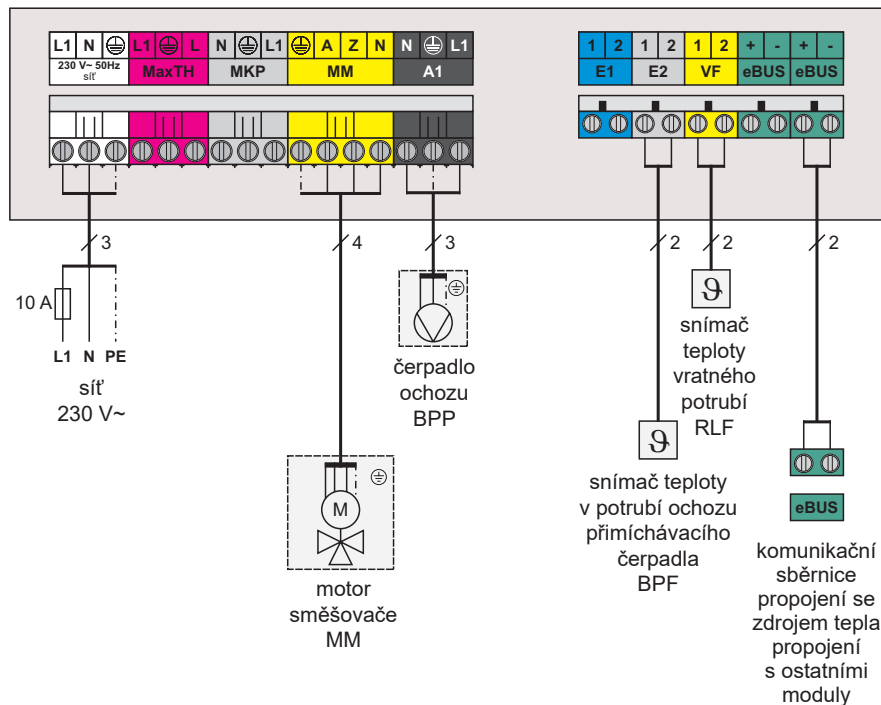 L1 N L1 L N L1 A Z N N L1
230 V~ 50Hz
síť
MaxTH MKP MM A1
1 2 1 2 1 2 + - + -
E1 E2 VF eBUS eBUS
3
4
3
2
2
2
10 A
L1 N PE
síť
230 V~
čerpadlo
ochozu
BPP
M
motor
směšovače
MM
ϑ
snímač
teploty
vratného
potrubí
RLF
ϑ
snímač teploty
v potrubí ochozu
přimíchávacího
čerpadla
BPF
eBUS
komunikační
sběrnice
propojení se
zdrojem tepla
propojení
s ostatními
moduly